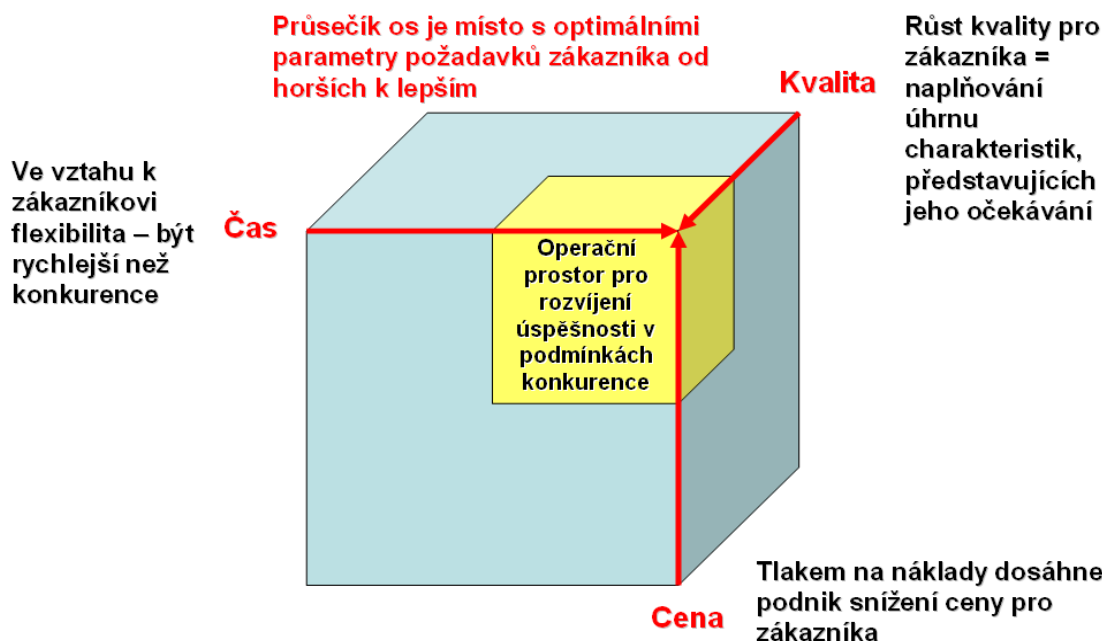 Průsečík os je místo s optimálními
parametry požadavků zákazníka od
horších k lepším
Kvalita
Růst kvality pro
zákazníka =
naplňování
úhrnu
charakteristik,
představujících
jeho očekávání
Ve vztahu k
zákazníkovi
flexibilita – být
rychlejší než
konkurence
Čas
Operační
prostor pro
rozvíjení
úspěšnosti v
podmínkách
konkurence
Cena
Tlakem na náklady dosáhne
podnik snížení ceny pro
zákazníka